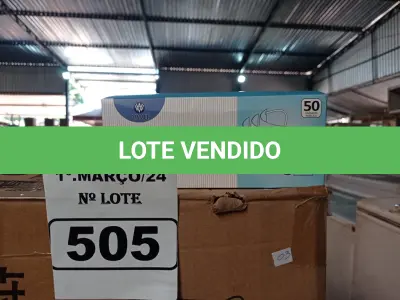 50
LOTE VENDIDO
1º.MARÇO/24
Nº LOTE
505